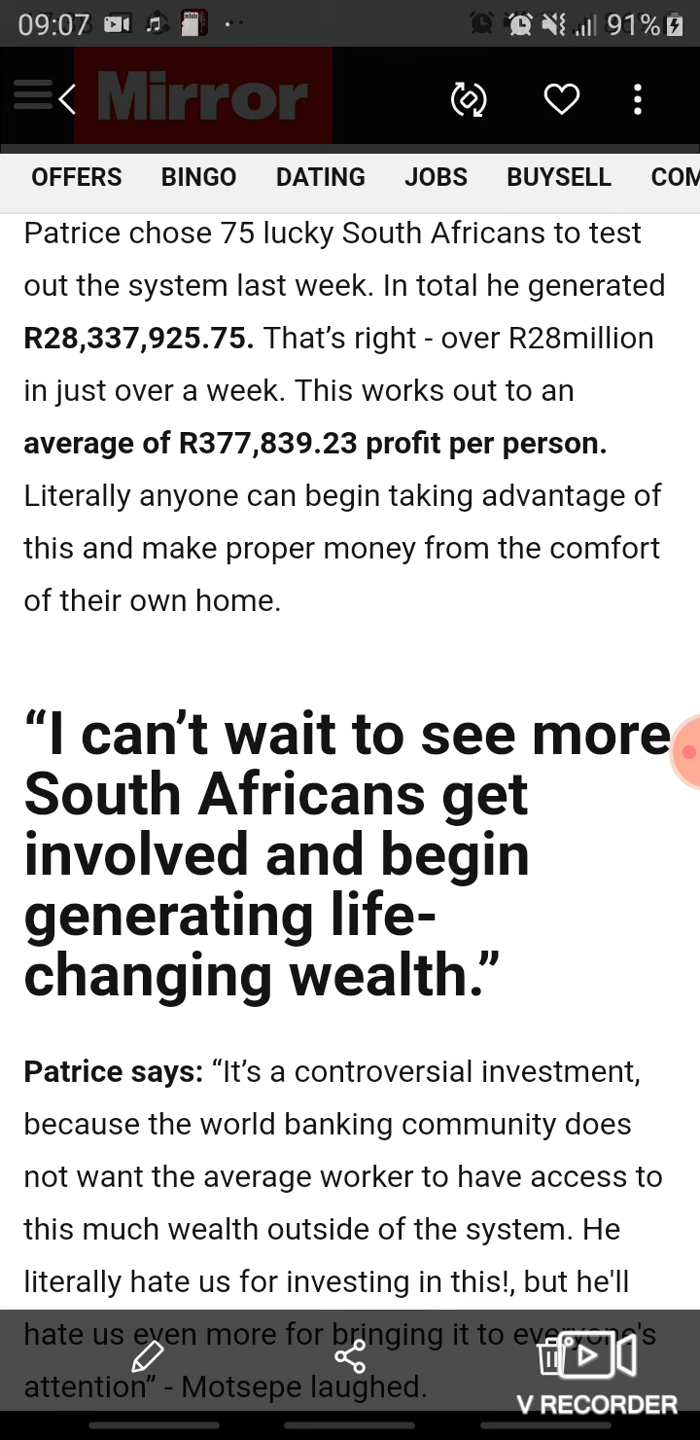 09:07
91%
Mirror
OFFERS BINGO DATING JOBS BUYSELL COM
Patrice chose 75 lucky South Africans to test
out the system last week. In total he generated
R28,337,925.75. That’s right - over R28million
in just over a week. This works out to an
average of R377,839.23 profit per person.
Literally anyone can begin taking advantage of
this and make proper money from the comfort
of their own home.
“I can’t wait to see more
South Africans get
involved and begin
generating life-
changing wealth.”
Patrice says: “It’s a controversial investment,
because the world banking community does
not want the average worker to have access to
this much wealth outside of the system. He
literally hate us for investing in this!, but he'll
hate us even more for bringing it to everyone's
attention” - Motsepe laughed.
V RECORDER